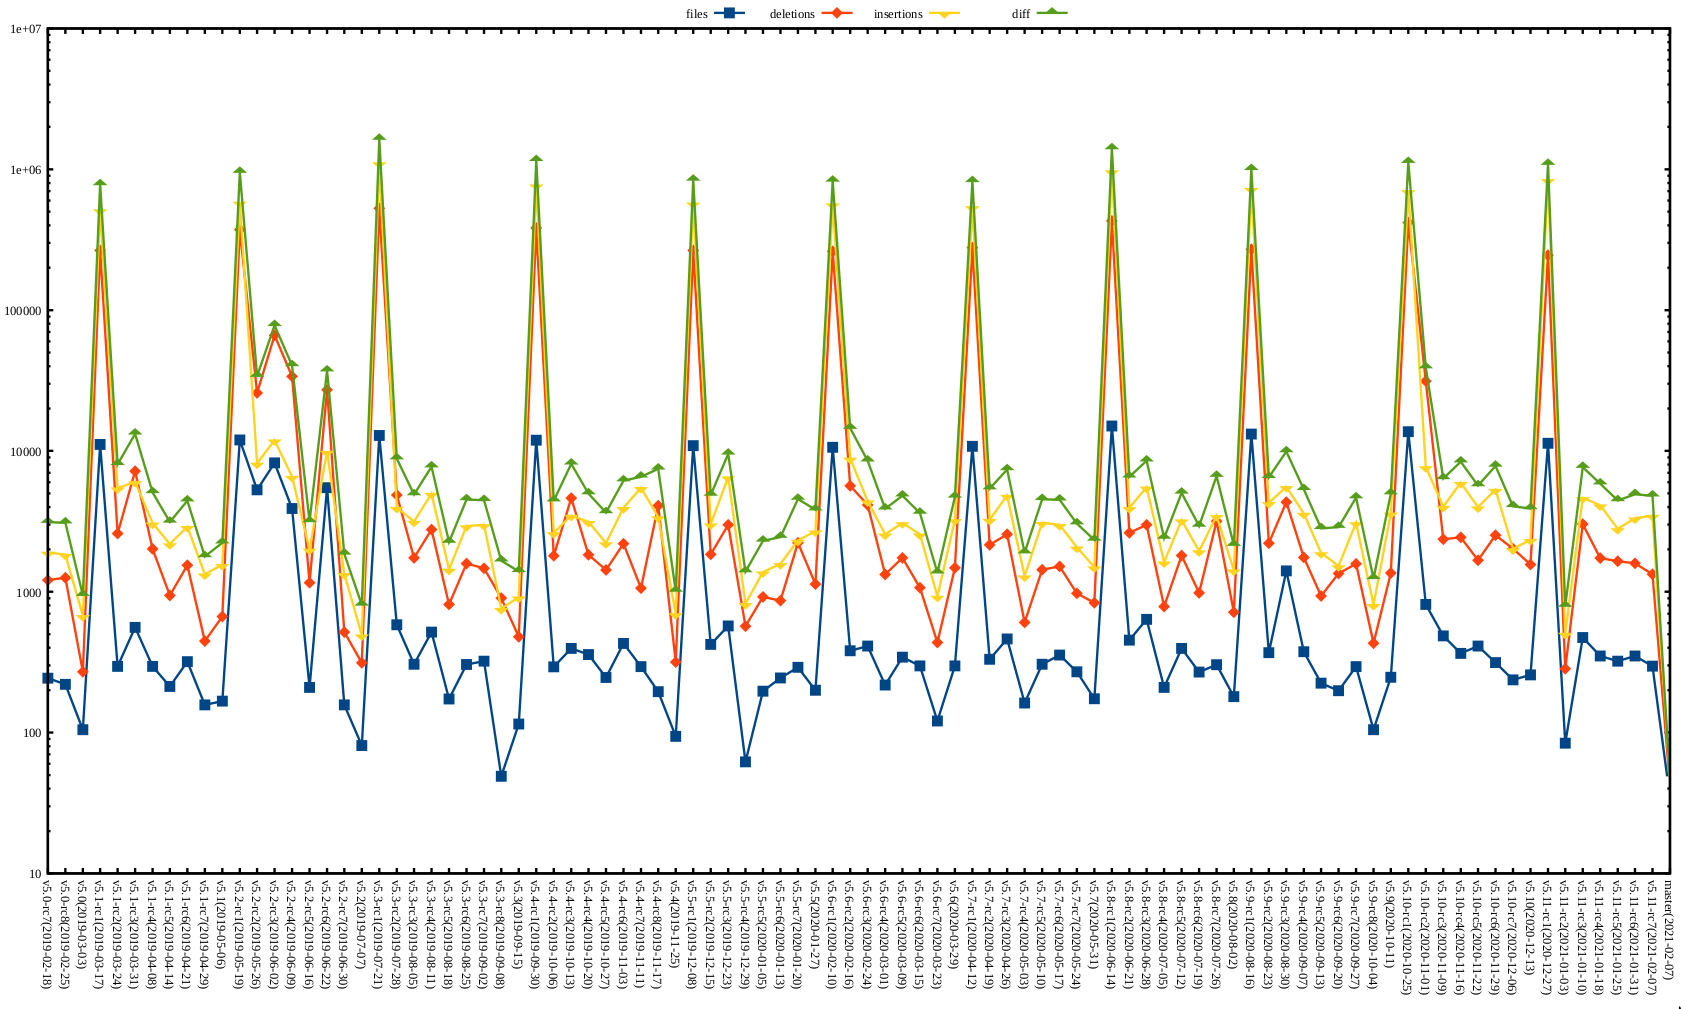 files deletions insertions diff
1e+07
1e+06
100000
10000
1000
100
10
v5.0-rc7(2019-02-18)
v5.0-rc8(2019-02-25)
v5.0(2019-03-03)
v5.1-rc1(2019-03-17)
v5.1-rc2(2019-03-24)
v5.1-rc3(2019-03-31)
v5.1-rc4(2019-04-08)
v5.1-rc5(2019-04-14)
v5.1-rc6(2019-04-21)
v5.1-rc7(2019-04-29)
v5.1(2019-05-06)
v5.2-rc1(2019-05-19)
v5.2-rc2(2019-05-26)
v5.2-rc3(2019-06-02)
v5.2-rc4(2019-06-09)
v5.2-rc5(2019-06-16)
v5.2-rc6(2019-06-22)
v5.2-rc7(2019-06-30)
v5.2(2019-07-07)
v5.3-rc1(2019-07-21)
v5.3-rc2(2019-07-28)
v5.3-rc3(2019-08-05)
v5.3-rc4(2019-08-11)
v5.3-rc5(2019-08-18)
v5.3-rc6(2019-08-25)
v5.3-rc7(2019-09-02)
v5.3-rc8(2019-09-08)
v5.3(2019-09-15)
v5.4-rc1(2019-09-30)
v5.4-rc2(2019-10-06)
v5.4-rc3(2019-10-13)
v5.4-rc4(2019-10-20)
v5.4-rc5(2019-10-27)
v5.4-rc6(2019-11-03)
v5.4-rc7(2019-11-11)
v5.4-rc8(2019-11-17)
v5.4(2019-11-25)
v5.5-rc1(2019-12-08)
v5.5-rc2(2019-12-15)
v5.5-rc3(2019-12-23)
v5.5-rc4(2019-12-29)
v5.5-rc5(2020-01-05)
v5.5-rc6(2020-01-13)
v5.5-rc7(2020-01-20)
v5.5(2020-01-27)
v5.6-rc1(2020-02-10)
v5.6-rc2(2020-02-16)
v5.6-rc3(2020-02-24)
v5.6-rc4(2020-03-01)
v5.6-rc5(2020-03-09)
v5.6-rc6(2020-03-15)
v5.6-rc7(2020-03-23)
v5.6(2020-03-29)
v5.7-rc1(2020-04-12)
v5.7-rc2(2020-04-19)
v5.7-rc3(2020-04-26)
v5.7-rc4(2020-05-03)
v5.7-rc5(2020-05-10)
v5.7-rc6(2020-05-17)
v5.7-rc7(2020-05-24)
v5.7(2020-05-31)
v5.8-rc1(2020-06-14)
v5.8-rc2(2020-06-21)
v5.8-rc3(2020-06-28)
v5.8-rc4(2020-07-05)
v5.8-rc5(2020-07-12)
v5.8-rc6(2020-07-19)
v5.8-rc7(2020-07-26)
v5.8(2020-08-02)
v5.9-rc1(2020-08-16)
v5.9-rc2(2020-08-23)
v5.9-rc3(2020-08-30)
v5.9-rc4(2020-09-07)
v5.9-rc5(2020-09-13)
v5.9-rc6(2020-09-20)
v5.9-rc7(2020-09-27)
v5.9-rc8(2020-10-04)
v5.9(2020-10-11)
v5.10-rc1(2020-10-25)
v5.10-rc2(2020-11-01)
v5.10-rc3(2020-11-09)
v5.10-rc4(2020-11-16)
v5.10-rc5(2020-11-22)
v5.10-rc6(2020-11-29)
v5.10-rc7(2020-12-06)
v5.10(2020-12-13)
v5.11-rc1(2020-12-27)
v5.11-rc2(2021-01-03)
v5.11-rc3(2021-01-10)
v5.11-rc4(2021-01-18)
v5.11-rc5(2021-01-25)
v5.11-rc6(2021-01-31)
v5.11-rc7(2021-02-07)
master(2021-02-07)